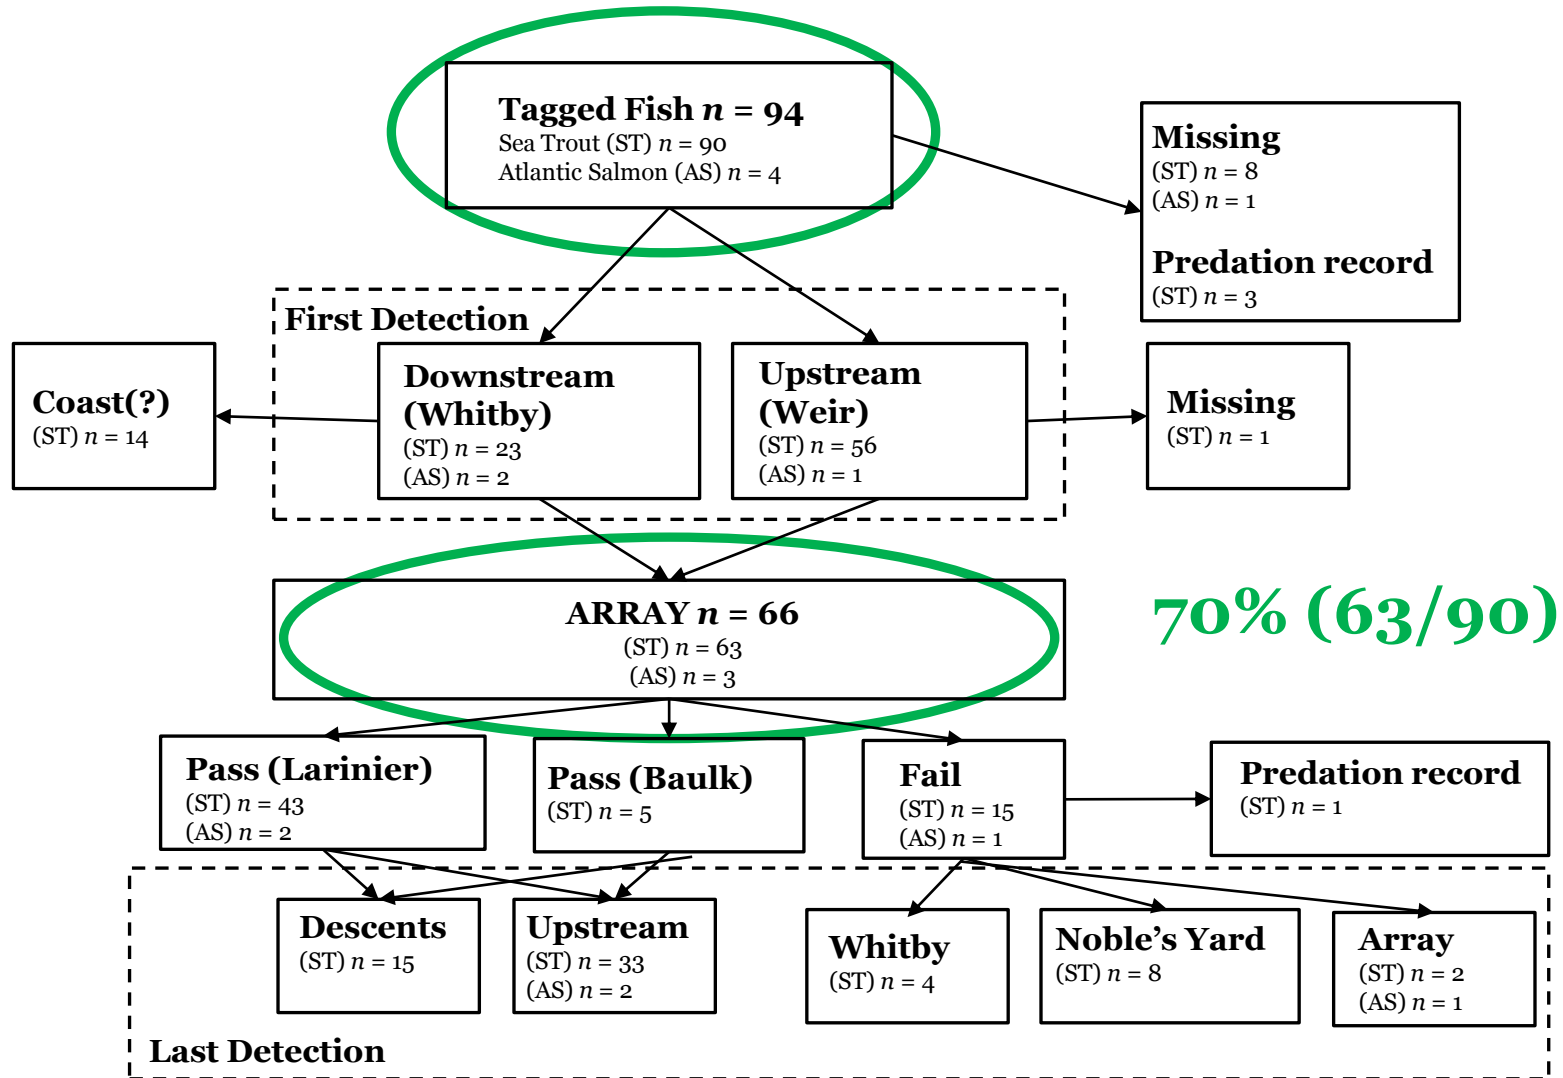 Tagged Fish n = 94
Sea Trout (ST) n = 90
Atlantic Salmon (AS) n = 4
Missing
(ST) n = 8
(AS) n = 1
Predation record
(ST) n = 3
First Detection
Coast(?)
(ST) n = 14
Downstream
(Whitby)
(ST) n = 23
(AS) n = 2
Upstream
(Weir)
(ST) n = 56
(AS) n = 1
Missing
(ST) n = 1
ARRAY n = 66
(ST) n = 63
(AS) n = 3
70% (63/90)
Pass (Larinier)
(ST) n = 43
(AS) n = 2
Pass (Baulk)
(ST) n = 5
Fail
(ST) n = 15
(AS) n = 1
Predation record
(ST) n = 1
Descents
(ST) n = 15
Upstream
(ST) n = 33
(AS) n = 2
Whitby
(ST) n = 4
Noble's Yard
(ST) n = 8
Array
(ST) n = 2
(AS) n = 1
Last Detection